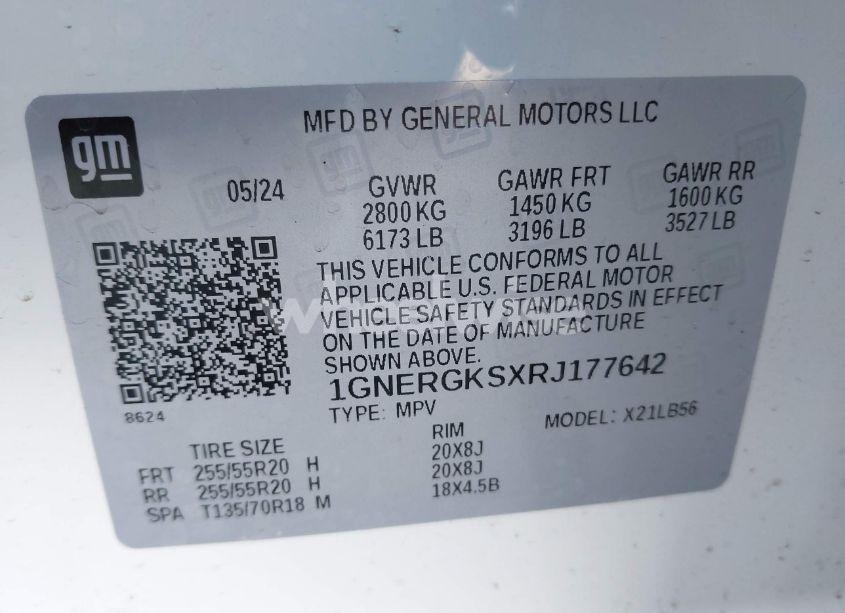 gm
MFD BY GENERAL MOTORS LLC
05/24
GVWR
2800 KG
6173 LB
GAWR FRT
1450 KG
3196 LB
GAWR RR
1600 KG
3527 LB
THIS VEHICLE CONFORMS TO ALL
APPLICABLE U.S. FEDERAL MOTOR
VEHICLE SAFETY STANDARDS IN EFFECT
ON THE DATE OF MANUFACTURE
SHOWN ABOVE.
1GNERGKSXRJ177642
8624
TYPE: MPV
MODEL: X21LB56
TIRE SIZE RIM
FRT 255/55R20 H 20X8J
RR 255/55R20 H 20X8J
SPA T135/70R18 M 18X4.5B